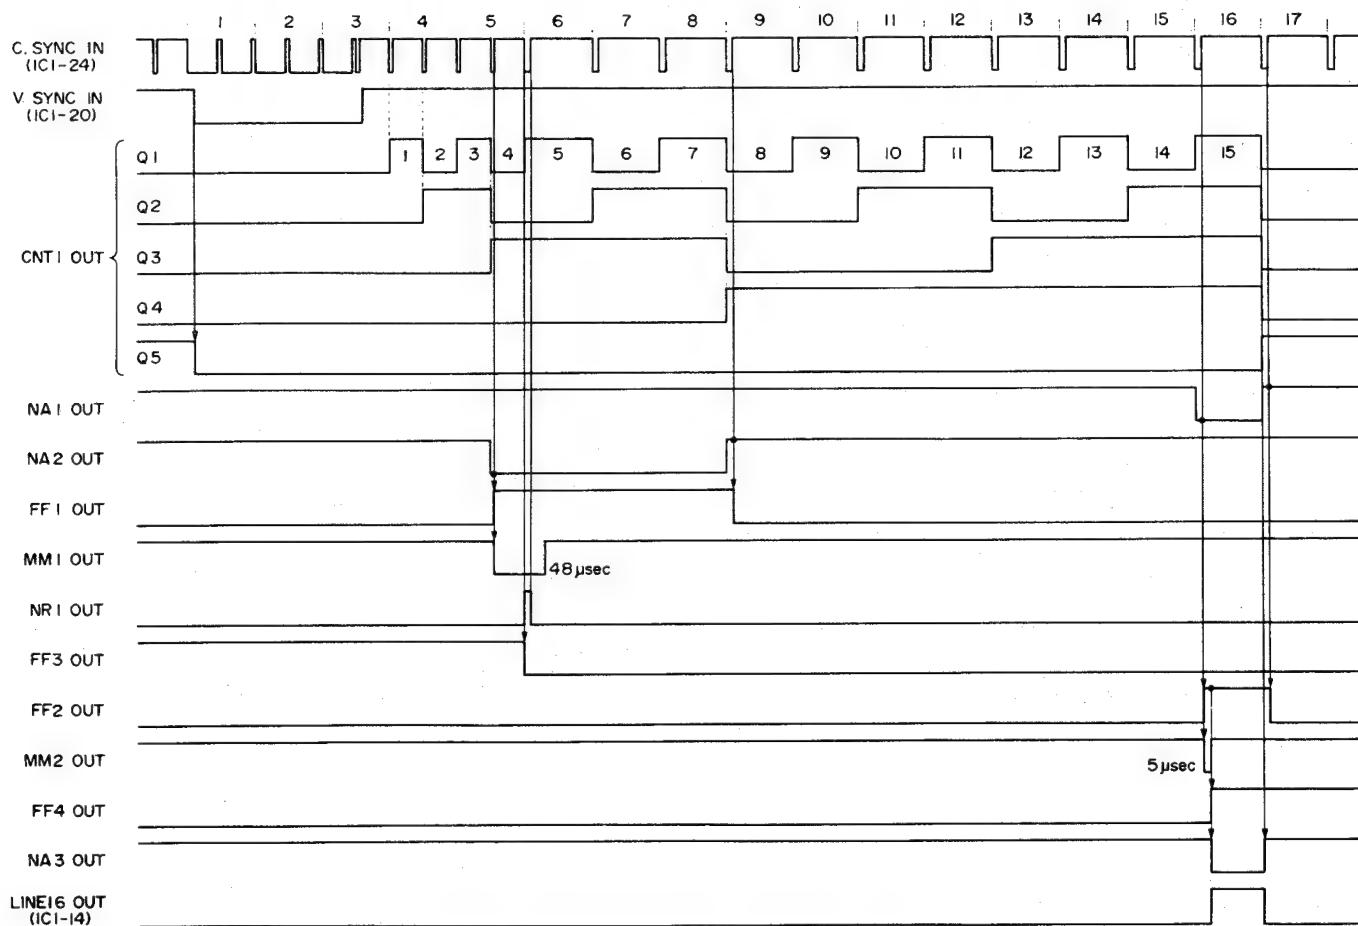 1 2 3 4 5 6 7 8 9 10 11 12 13 14 15 16 17
C. SYNC IN
(IC1-24)
V. SYNC IN
(IC1-20)
Q1 1 2 3 4 5 6 7 8 9 10 11 12 13 14 15
Q2
CNT1 OUT
Q3
Q4
Q5
NA1 OUT
NA2 OUT
FF1 OUT
MM1 OUT
48μsec
NR1 OUT
FF3 OUT
FF2 OUT
MM2 OUT
5μsec
FF4 OUT
NA3 OUT
LINE16 OUT
(IC1-14)